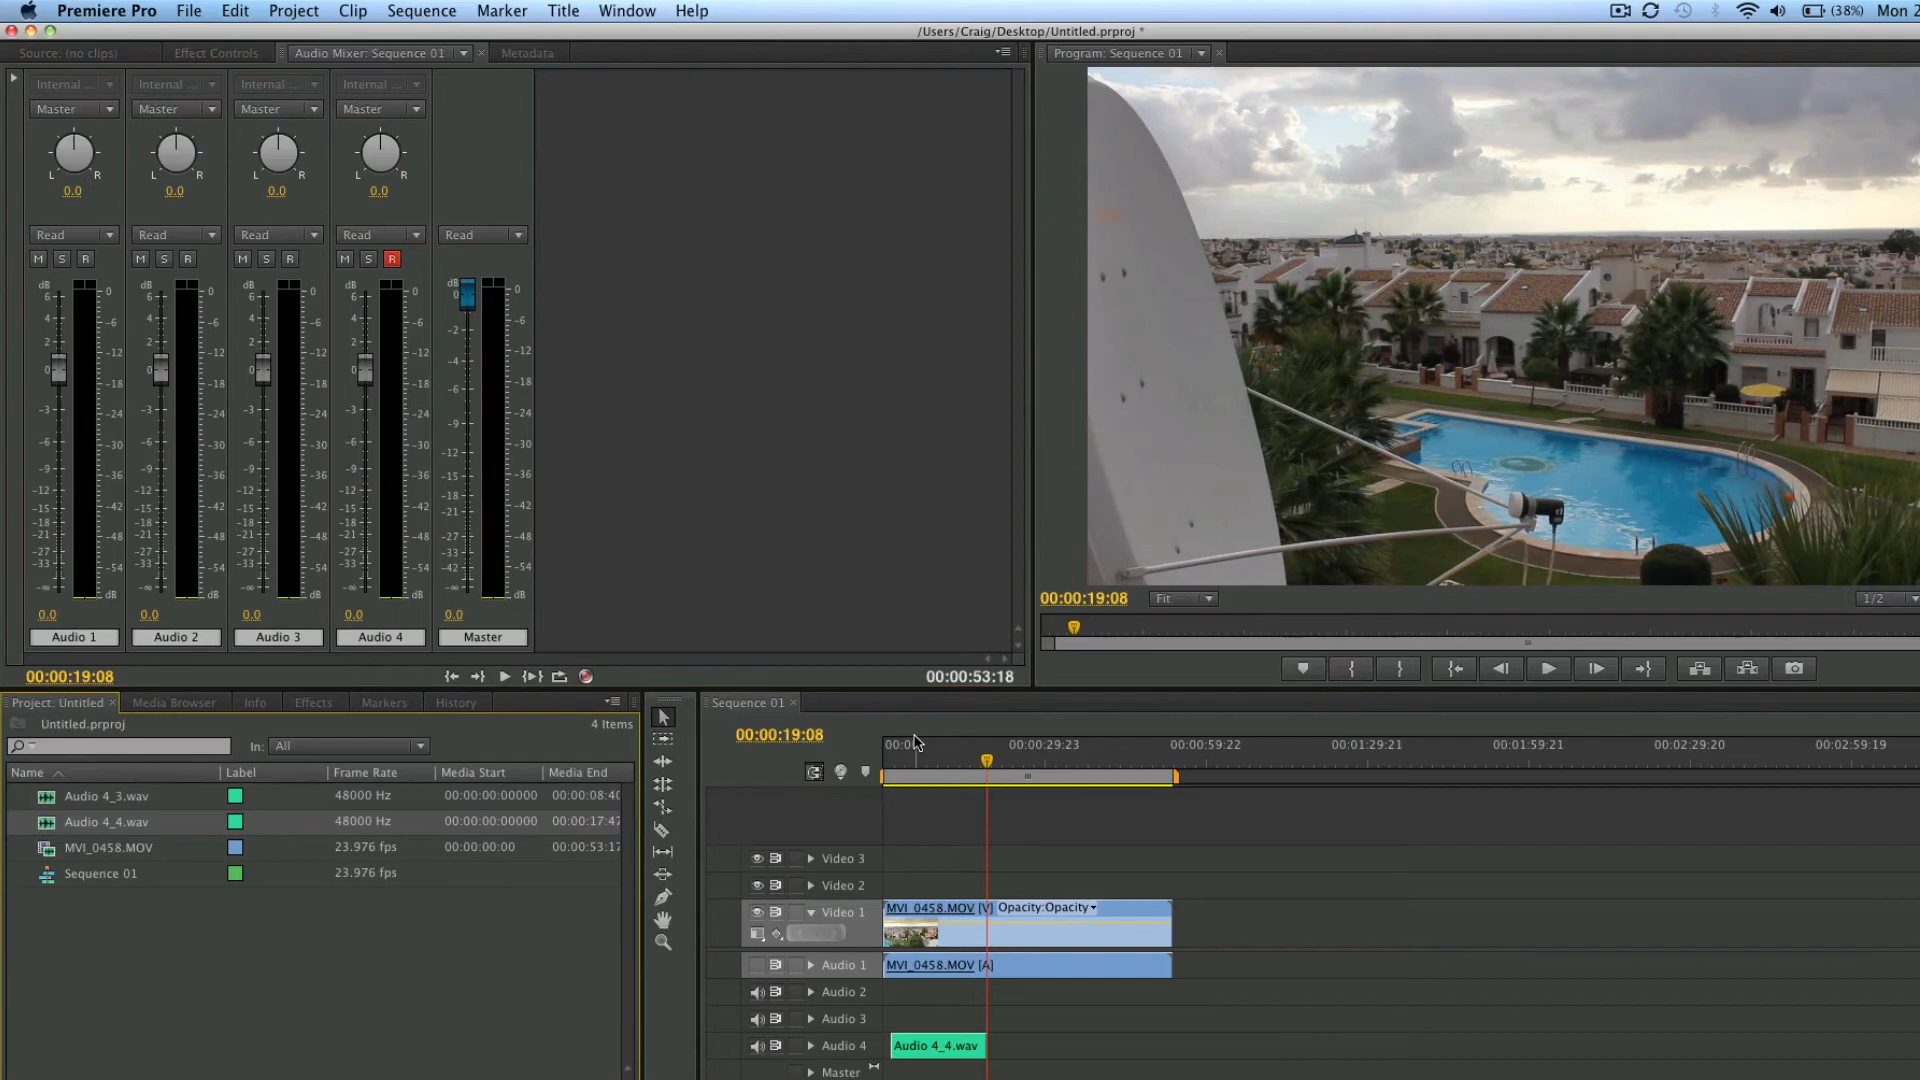 Premiere Pro File Edit Project Clip Sequence Marker Title Window Help (38%) Mon 2
/Users/Craig/Desktop/Untitled.prproj *
Source: (no clips) Effect Controls Audio Mixer: Sequence 01 Metadata Program: Sequence 01
Internal ... Internal ... Internal ... Internal ...
Master Master Master Master
L R L R L R L R
0.0 0.0 0.0 0.0
Read Read Read Read Read
M S R M S R M S R M S R
dB 6 4 2 0 -3 -6 -9 -12 -15 -18 -21 -27 -33 -∞
0 -6 -12 -18 -24 -30 -36 -42 -54 dB
dB 6 4 2 0 -3 -6 -9 -12 -15 -18 -21 -27 -33 -∞
0 -6 -12 -18 -24 -30 -36 -42 -54 dB
dB 6 4 2 0 -3 -6 -9 -12 -15 -18 -21 -27 -33 -∞
0 -6 -12 -18 -24 -30 -36 -42 -54 dB
dB 6 4 2 0 -3 -6 -9 -12 -15 -18 -21 -27 -33 -∞
0 -6 -12 -18 -24 -30 -36 -42 -54 dB
dB 0 -2 -4 -6 -9 -12 -15 -18 -21 -27 -33 -42 -∞
0 -6 -12 -18 -24 -30 -36 -42 -54 dB
0.0 0.0 0.0 0.0 0.0
Audio 1 Audio 2 Audio 3 Audio 4 Master
00:00:19:08 00:00:53:18
00:00:19:08 Fit 1/2
Project: Untitled Media Browser Info Effects Markers History
Untitled.prproj 4 Items
In: All
Name Label Frame Rate Media Start Media End
Audio 4_3.wav 48000 Hz 00:00:00:00000 00:00:08:40
Audio 4_4.wav 48000 Hz 00:00:00:00000 00:00:17:47
MVI_0458.MOV 23.976 fps 00:00:00:00 00:00:53:17
Sequence 01 23.976 fps
Sequence 01
00:00:19:08
00:00 00:00:29:23 00:00:59:22 00:01:29:21 00:01:59:21 00:02:29:20 00:02:59:19
Video 3
Video 2
Video 1 MVI_0458.MOV [V] Opacity:Opacity
Audio 1 MVI_0458.MOV [A]
Audio 2
Audio 3
Audio 4 Audio 4_4.wav
Master